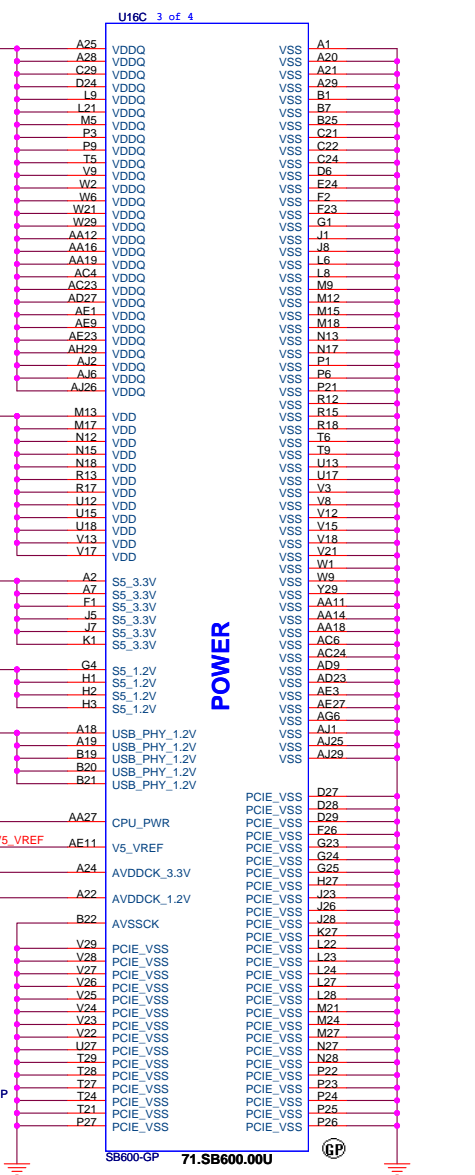 U16C 3 of 4
A25 VDDQ
A28 VDDQ
C29 VDDQ
D24 VDDQ
L9 VDDQ
L21 VDDQ
M5 VDDQ
P3 VDDQ
P9 VDDQ
T5 VDDQ
V9 VDDQ
W2 VDDQ
W6 VDDQ
W21 VDDQ
W29 VDDQ
AA12 VDDQ
AA16 VDDQ
AA19 VDDQ
AC4 VDDQ
AC23 VDDQ
AD27 VDDQ
AE1 VDDQ
AE9 VDDQ
AE23 VDDQ
AH29 VDDQ
AJ2 VDDQ
AJ6 VDDQ
AJ26 VDDQ
M13 VDD
M17 VDD
N12 VDD
N15 VDD
N18 VDD
R13 VDD
R17 VDD
U12 VDD
U15 VDD
U18 VDD
V13 VDD
V17 VDD
A2 S5_3.3V
A7 S5_3.3V
F1 S5_3.3V
J5 S5_3.3V
J7 S5_3.3V
K1 S5_3.3V
G4 S5_1.2V
H1 S5_1.2V
H2 S5_1.2V
H3 S5_1.2V
A18 USB_PHY_1.2V
A19 USB_PHY_1.2V
B19 USB_PHY_1.2V
B20 USB_PHY_1.2V
B21 USB_PHY_1.2V
AA27 CPU_PWR
V5_VREF AE11 V5_VREF
A24 AVDDCK_3.3V
A22 AVDDCK_1.2V
B22 AVSSCK
V29 PCIE_VSS
V28 PCIE_VSS
V27 PCIE_VSS
V26 PCIE_VSS
V25 PCIE_VSS
V24 PCIE_VSS
V23 PCIE_VSS
V22 PCIE_VSS
U27 PCIE_VSS
T29 PCIE_VSS
T28 PCIE_VSS
T27 PCIE_VSS
P
T24 PCIE_VSS
T21 PCIE_VSS
P27 PCIE_VSS
POWER
VSS A1
VSS A20
VSS A21
VSS A29
VSS B1
VSS B7
VSS B25
VSS C21
VSS C22
VSS C24
VSS D6
VSS E24
VSS F2
VSS F23
VSS G1
VSS J1
VSS J8
VSS L6
VSS L8
VSS M9
VSS M12
VSS M15
VSS M18
VSS N13
VSS N17
VSS P1
VSS P6
VSS P21
VSS R12
VSS R15
VSS R18
VSS T6
VSS T9
VSS U13
VSS U17
VSS V3
VSS V8
VSS V12
VSS V15
VSS V18
VSS V21
VSS W1
VSS W9
VSS Y29
VSS AA11
VSS AA14
VSS AA18
VSS AC6
VSS AC24
VSS AD9
VSS AD23
VSS AE3
VSS AE27
VSS AG6
VSS AJ1
VSS AJ25
VSS AJ29
PCIE_VSS D27
PCIE_VSS D28
PCIE_VSS D29
PCIE_VSS F26
PCIE_VSS G23
PCIE_VSS G24
PCIE_VSS G25
PCIE_VSS H27
PCIE_VSS J23
PCIE_VSS J26
PCIE_VSS J28
PCIE_VSS K27
PCIE_VSS L22
PCIE_VSS L23
PCIE_VSS L24
PCIE_VSS L27
PCIE_VSS L28
PCIE_VSS M21
PCIE_VSS M24
PCIE_VSS M27
PCIE_VSS N27
PCIE_VSS N28
PCIE_VSS P22
PCIE_VSS P23
PCIE_VSS P24
PCIE_VSS P25
PCIE_VSS P26
SB600-GP 71.SB600.00U
GP